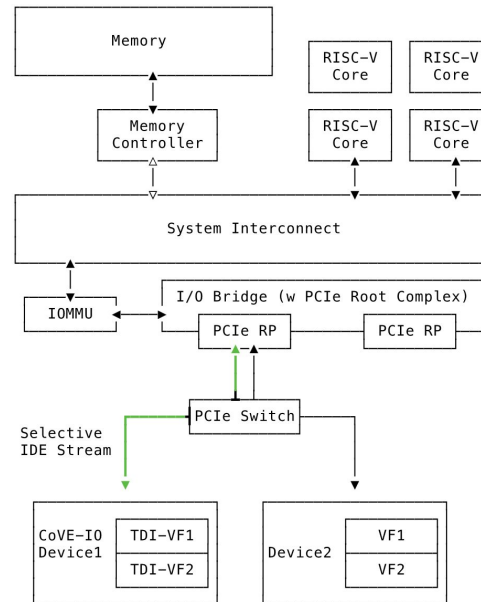 Memory
RISC-V
Core
RISC-V
Core
Memory
Controller
RISC-V
Core
RISC-V
Core
System Interconnect
IOMMU
I/O Bridge (w PCIe Root Complex)
PCIe RP
PCIe RP
PCIe Switch
Selective
IDE Stream
CoVE-IO
Device1
TDI-VF1
TDI-VF2
Device2
VF1
VF2